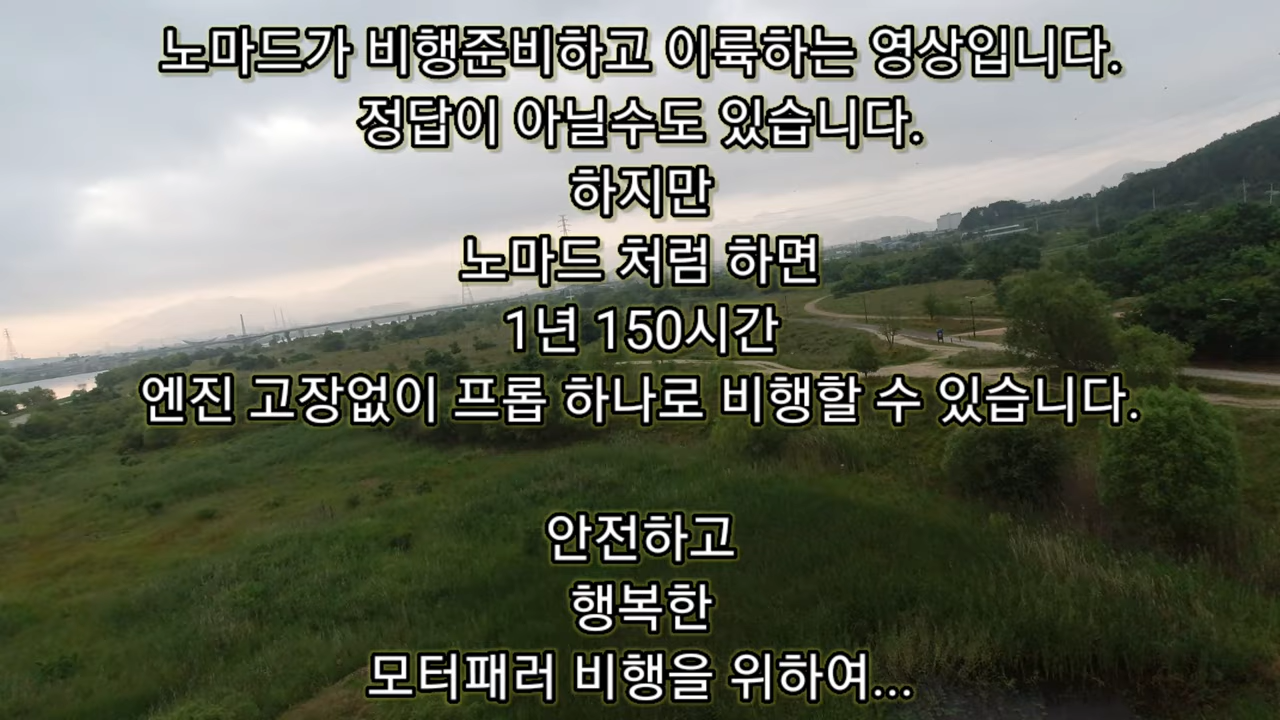 노마드가 비행준비하고 이륙하는 영상입니다.
정답이 아닐수도 있습니다.
하지만
노마드 처럼 하면
1년 150시간
엔진 고장없이 프롭 하나로 비행할 수 있습니다.
안전하고
행복한
모터패러 비행을 위하여...